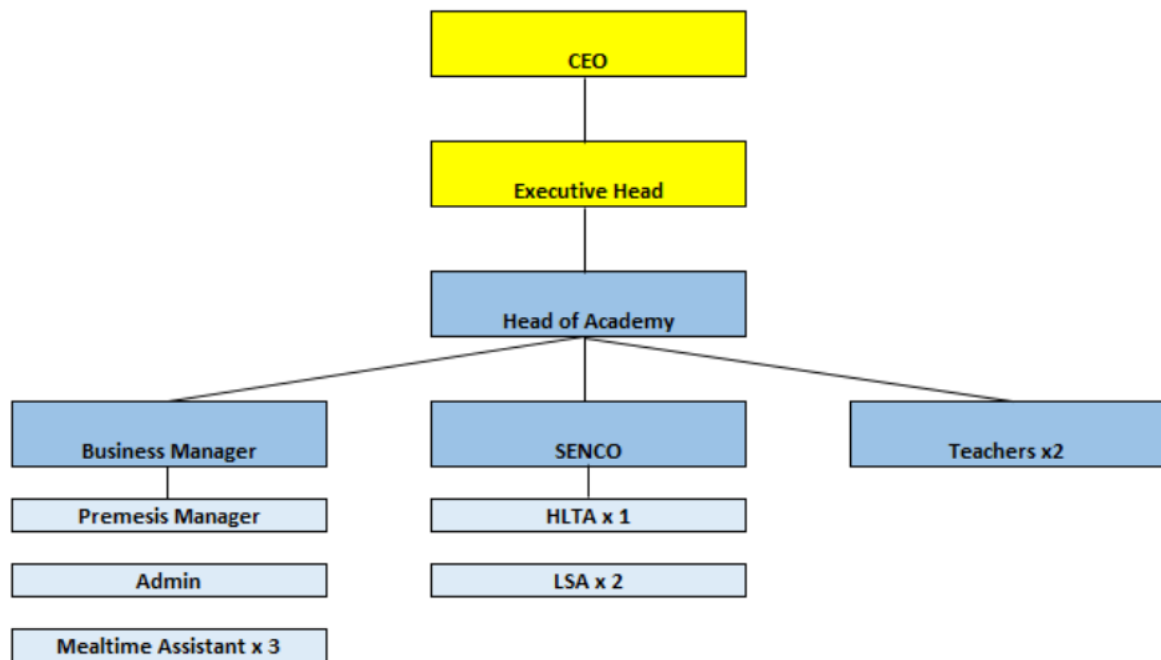 CEO
Executive Head
Head of Academy
Business Manager
SENCO
Teachers x2
Premesis Manager
HLTA x 1
Admin
LSA x 2
Mealtime Assistant x 3